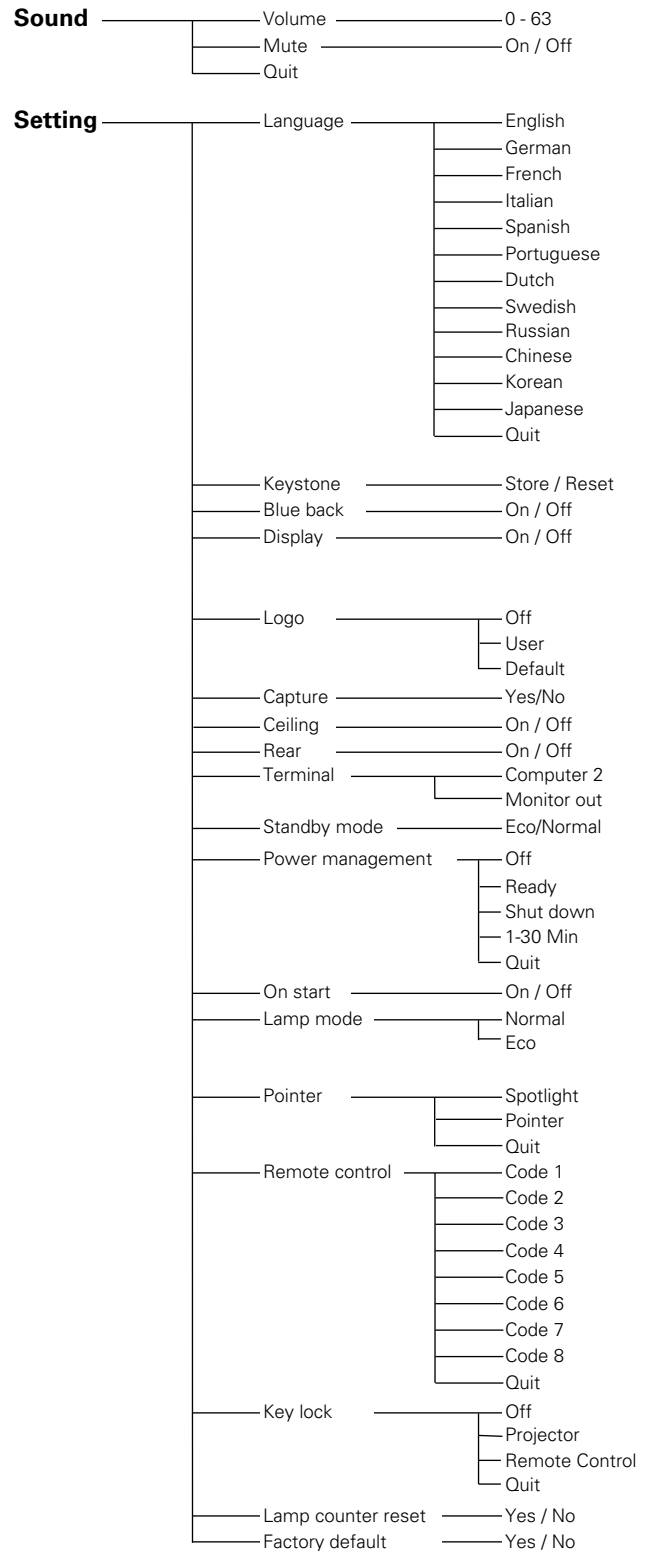 Sound Volume 0 - 63
Mute On / Off
Quit
Setting Language English
German
French
Italian
Spanish
Portuguese
Dutch
Swedish
Russian
Chinese
Korean
Japanese
Quit
Keystone Store / Reset
Blue back On / Off
Display On / Off
Logo Off
User
Default
Capture Yes/No
Ceiling On / Off
Rear On / Off
Terminal Computer 2
Monitor out
Standby mode Eco/Normal
Power management Off
Ready
Shut down
1-30 Min
Quit
On start On / Off
Lamp mode Normal
Eco
Pointer Spotlight
Pointer
Quit
Remote control Code 1
Code 2
Code 3
Code 4
Code 5
Code 6
Code 7
Code 8
Quit
Key lock Off
Projector
Remote Control
Quit
Lamp counter reset Yes / No
Factory default Yes / No